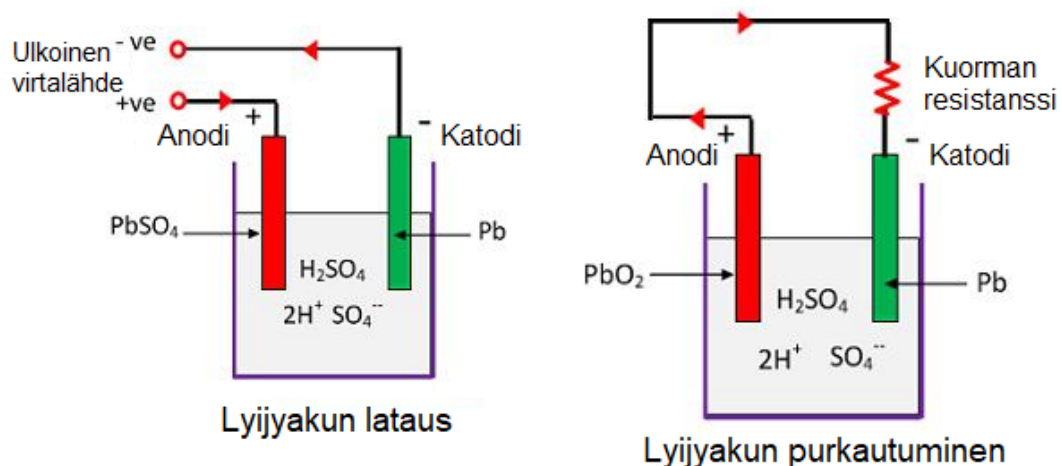 Ulkoinen
virtalähde
- ve
+ve
+
-
Anodi
Katodi
PbSO₄
Pb
H₂SO₄
2H⁺ SO₄⁻⁻
Lyijyakun lataus
Kuorman
resistanssi
+
-
Anodi
Katodi
PbO₂
Pb
H₂SO₄
2H⁺ SO₄⁻⁻
Lyijyakun purkautuminen